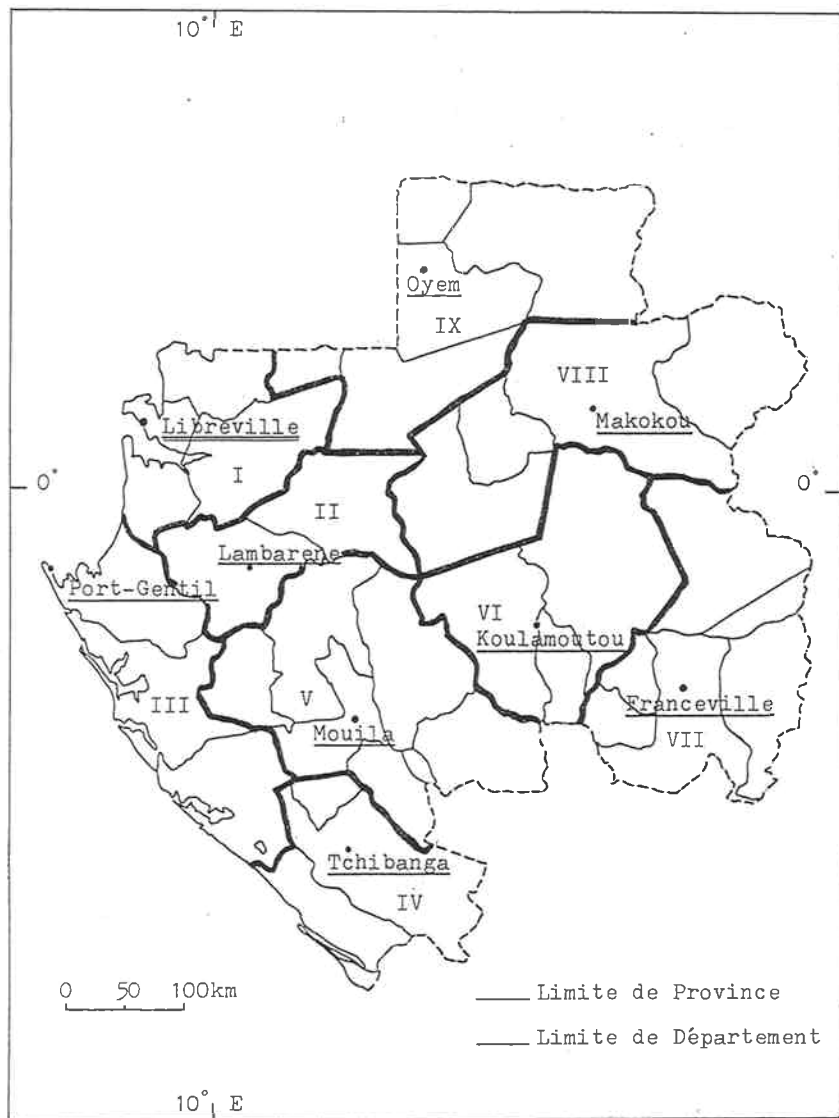 10° E
Oyem
IX
VIII
Makokou
Libreville
I
0°
0°
II
Lambarene
Port-Gentil
VI
Koulamoutou
III
V
Franceville
Mouila
VII
Tchibanga
IV
0 50 100km
Limite de Province
Limite de Département
10° E